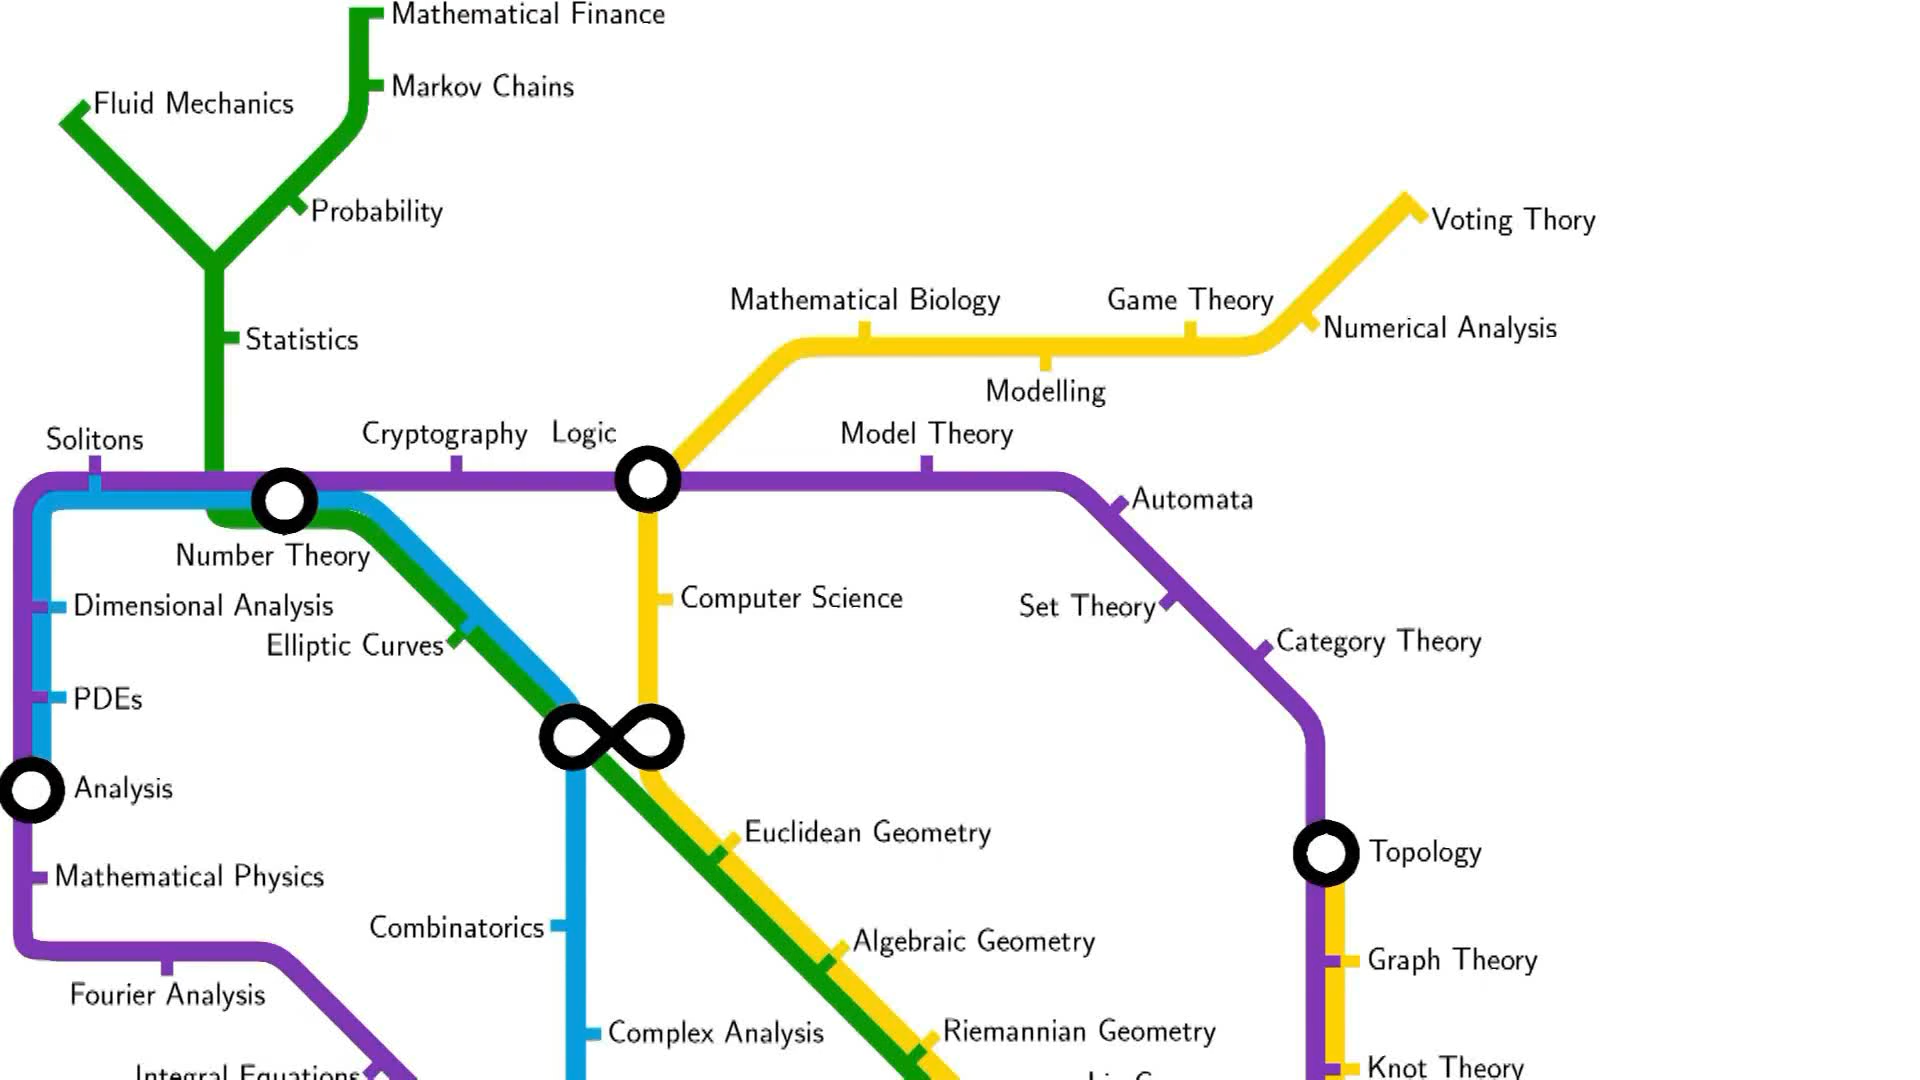 Mathematical Finance
Markov Chains
Fluid Mechanics
Probability
Voting Thory
Mathematical Biology
Game Theory
Numerical Analysis
Statistics
Modelling
Solitons
Cryptography
Logic
Model Theory
Automata
Number Theory
Dimensional Analysis
Computer Science
Set Theory
Elliptic Curves
Category Theory
PDEs
Analysis
Euclidean Geometry
Topology
Mathematical Physics
Combinatorics
Algebraic Geometry
Graph Theory
Fourier Analysis
Complex Analysis
Riemannian Geometry
Knot Theory
Integral Equations